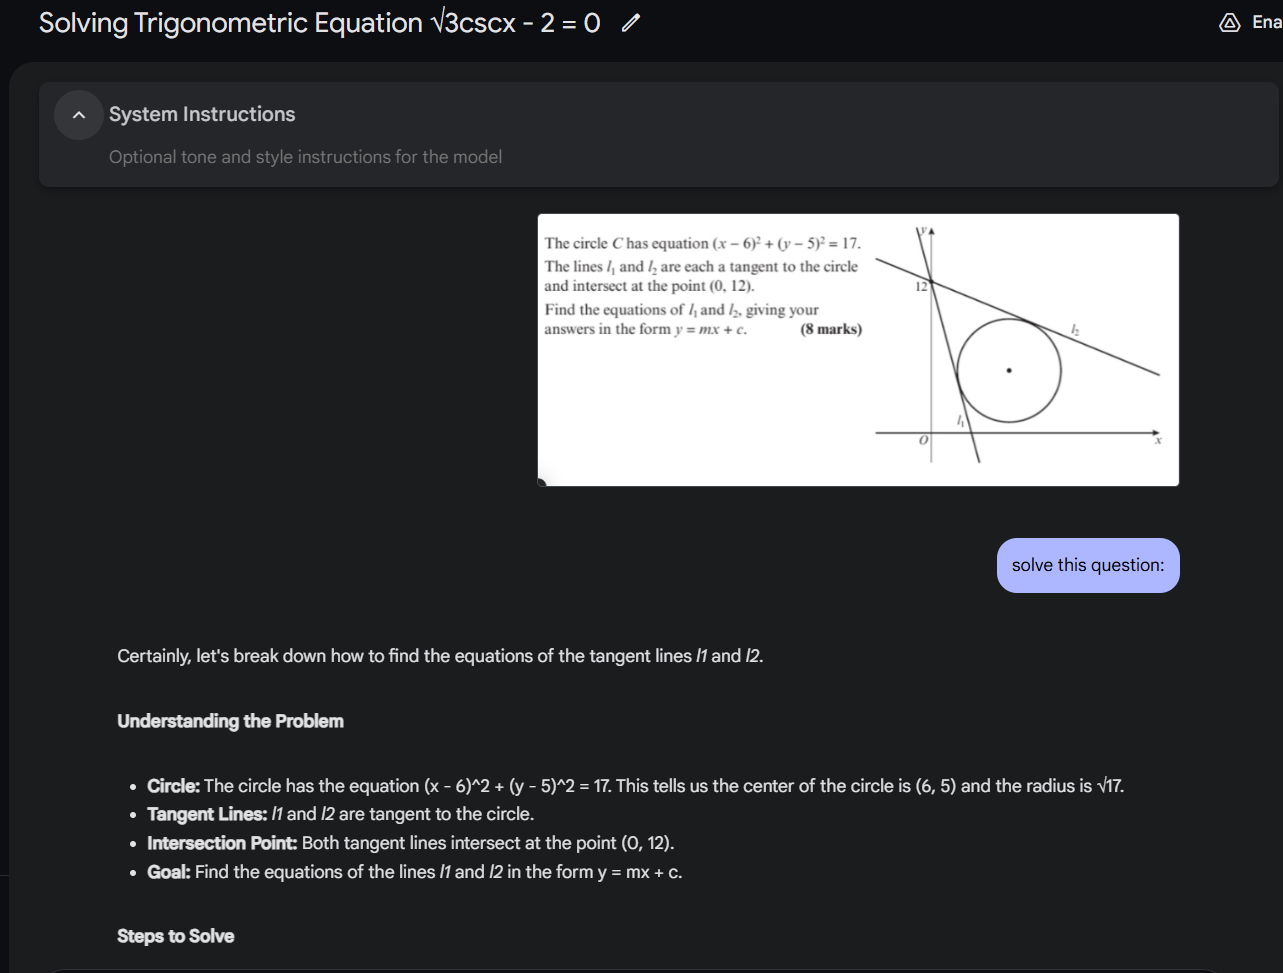 Solving Trigonometric Equation √3cscx - 2 = 0
Ena
System Instructions
Optional tone and style instructions for the model
The circle C has equation (x – 6)² + (y – 5)² = 17.
The lines l₁ and l₂ are each a tangent to the circle
and intersect at the point (0, 12).
Find the equations of l₁ and l₂, giving your
answers in the form y = mx + c. (8 marks)
y
12
l₂
l₁
O
x
solve this question:
Certainly, let's break down how to find the equations of the tangent lines l1 and l2.
Understanding the Problem
• Circle: The circle has the equation (x - 6)^2 + (y - 5)^2 = 17. This tells us the center of the circle is (6, 5) and the radius is √17.
• Tangent Lines: l1 and l2 are tangent to the circle.
• Intersection Point: Both tangent lines intersect at the point (0, 12).
• Goal: Find the equations of the lines l1 and l2 in the form y = mx + c.
Steps to Solve